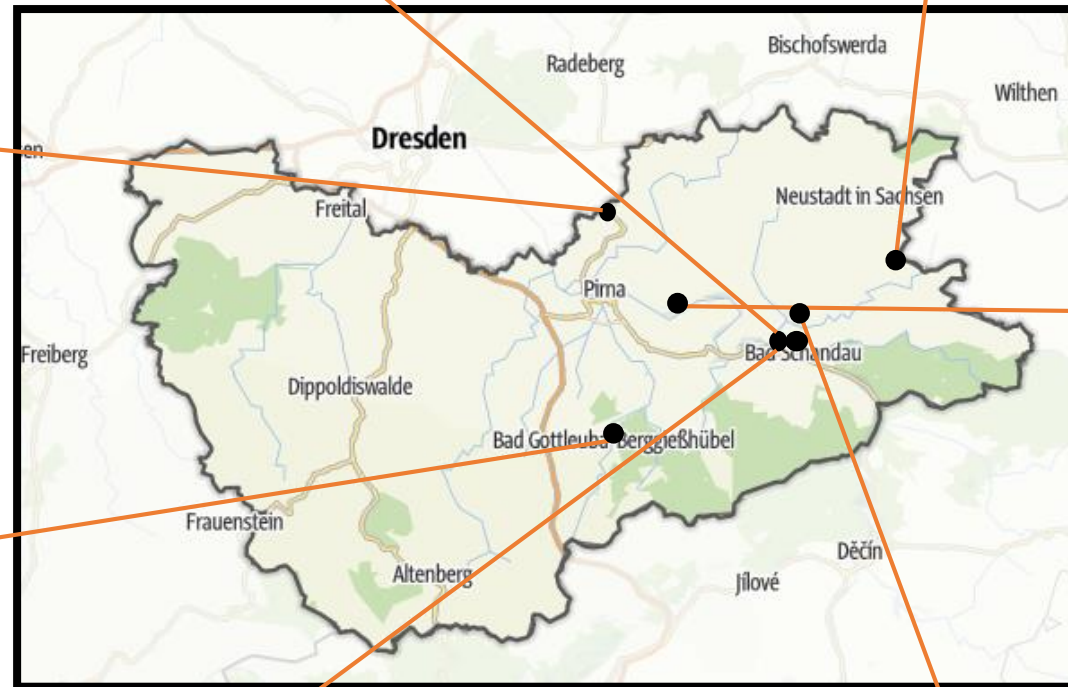 Bischofswerda
Radeberg
Wilthen
Dresden
en
Neustadt in Sachsen
Freital
Pirna
Freiberg
Bad Schandau
Dippoldiswalde
Bad Gottleuba-Berggießhübel
Frauenstein
Děčín
Altenberg
Jílové